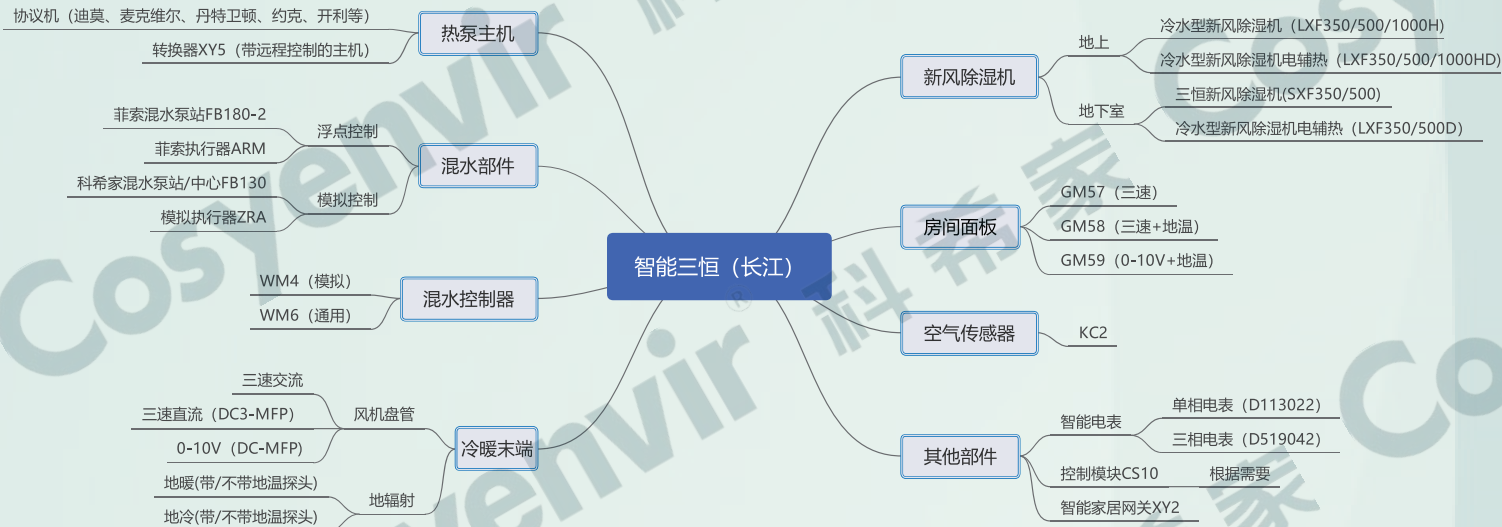 智能三恒（长江）
热泵主机
协议机（迪莫、麦克维尔、丹特卫顿、约克、开利等）
转换器XY5（带远程控制的主机）
混水部件
浮点控制
菲索混水泵站FB180-2
菲索执行器ARM
模拟控制
科希家混水泵站/中心FB130
模拟执行器ZRA
混水控制器
WM4（模拟）
WM6（通用）
冷暖末端
风机盘管
三速交流
三速直流（DC3-MFP）
0-10V（DC-MFP)
地辐射
地暖(带/不带地温探头)
地冷(带/不带地温探头)
新风除湿机
地上
冷水型新风除湿机（LXF350/500/1000H)
冷水型新风除湿机电辅热（LXF350/500/1000HD)
地下室
三恒新风除湿机(SXF350/500)
冷水型新风除湿机电辅热（LXF350/500D）
房间面板
GM57（三速）
GM58（三速+地温）
GM59（0-10V+地温）
空气传感器
KC2
其他部件
智能电表
单相电表（D113022）
三相电表（D519042）
控制模块CS10
根据需要
智能家居网关XY2
Cosyenvir
®
科希家